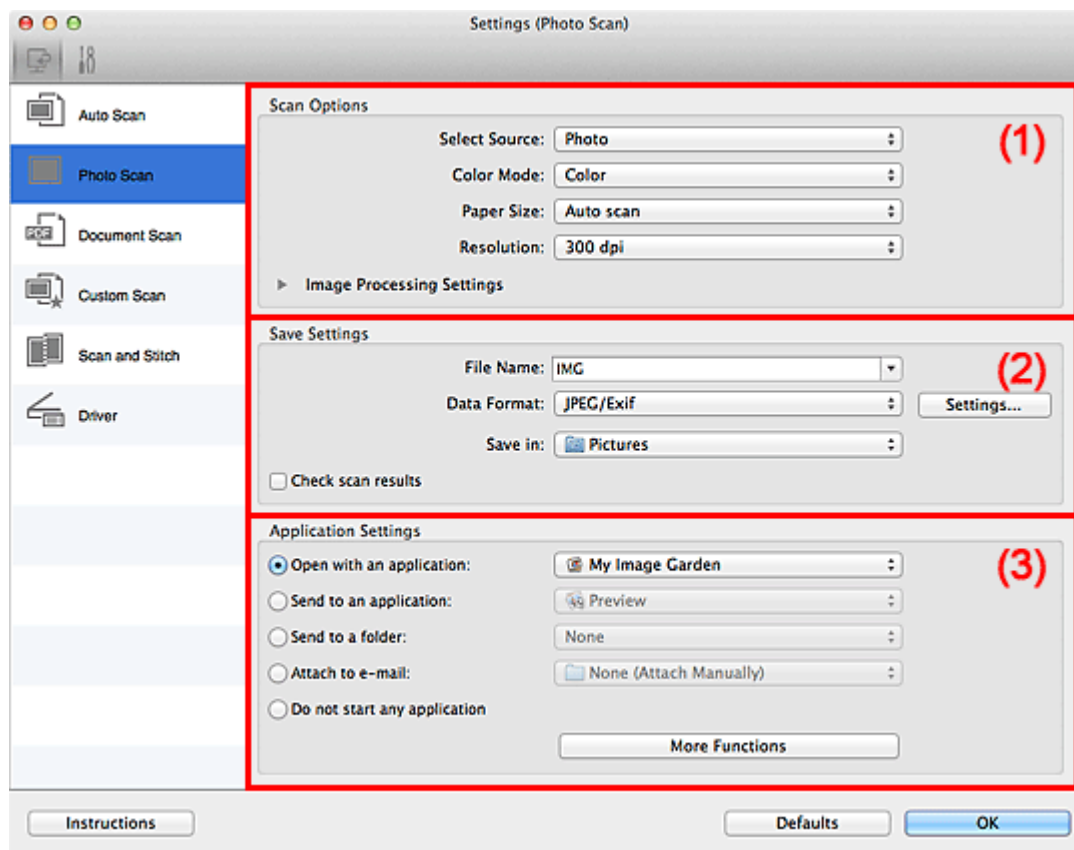 Settings (Photo Scan)
Auto Scan
Photo Scan
PDF
Document Scan
Custom Scan
Scan and Stitch
Driver
Scan Options
(1)
Select Source: Photo
Color Mode: Color
Paper Size: Auto scan
Resolution: 300 dpi
Image Processing Settings
Save Settings
(2)
File Name: IMG
Data Format: JPEG/Exif Settings...
Save in: Pictures
Check scan results
Application Settings
(3)
Open with an application: My Image Garden
Send to an application: Preview
Send to a folder: None
Attach to e-mail: None (Attach Manually)
Do not start any application
More Functions
Instructions Defaults OK